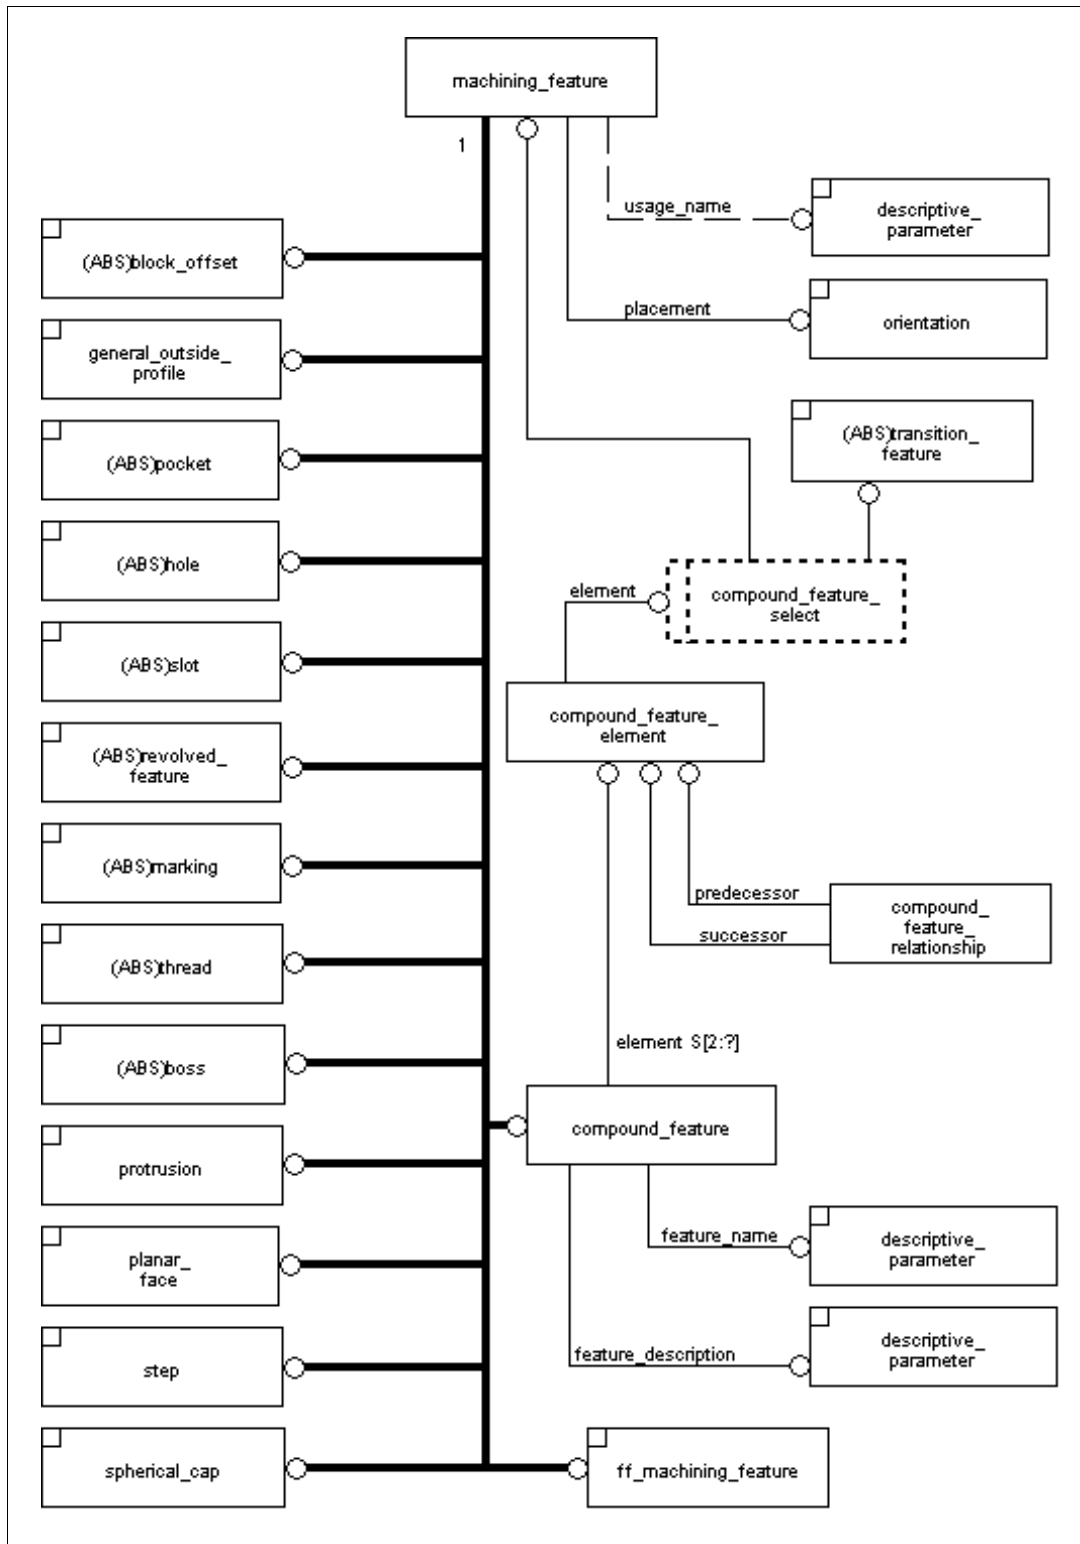 machining_feature
1
usage_name
descriptive_
parameter
(ABS)block_offset
placement
orientation
general_outside_
profile
(ABS)transition_
feature
(ABS)pocket
(ABS)hole
element
compound_feature_
select
(ABS)slot
compound_feature_
element
(ABS)revolved_
feature
(ABS)marking
predecessor
successor
compound_
feature_
relationship
(ABS)thread
element S[2:?]
(ABS)boss
compound_feature
protrusion
feature_name
descriptive_
parameter
planar_
face
feature_description
descriptive_
parameter
step
spherical_cap
ff_machining_feature